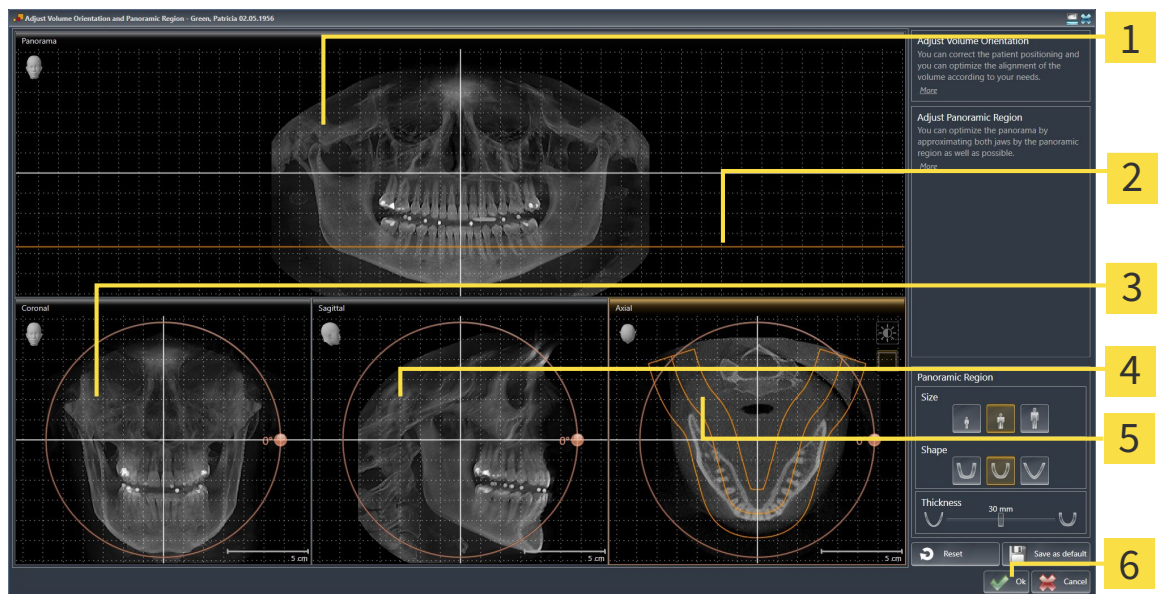 Adjust Volume Orientation and Panoramic Region - Green, Patricia 02.05.1956
Panorama
Adjust Volume Orientation
You can correct the patient positioning and
you can optimize the alignment of the
volume according to your needs.
More
1
Adjust Panoramic Region
You can optimize the panorama by
approximating both jaws by the panoramic
region as well as possible.
More
2
3
Coronal
0°
5 cm
Sagittal
0°
5 cm
Axial
0°
5 cm
4
5
Panoramic Region
Size
Shape
Thickness
30 mm
Reset
Save as default
6
Ok
Cancel